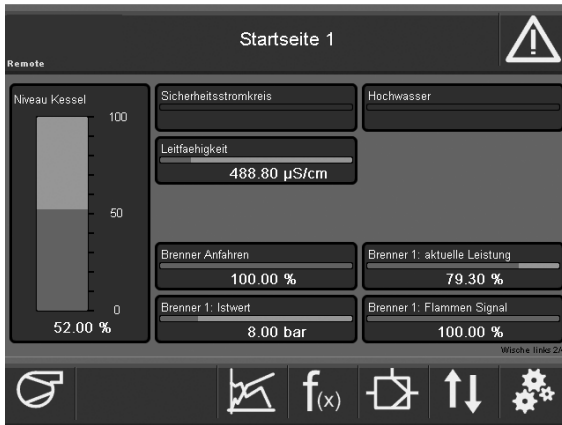 Startseite 1
Remote
Niveau Kessel
100
50
0
52.00 %
Sicherheitsstromkreis
Hochwasser
Leitfaehigkeit
488.80 µS/cm
Brenner Anfahren
100.00 %
Brenner 1: aktuelle Leistung
79.30 %
Brenner 1: Istwert
8.00 bar
Brenner 1: Flammen Signal
100.00 %
Wische links 2/
f(x)